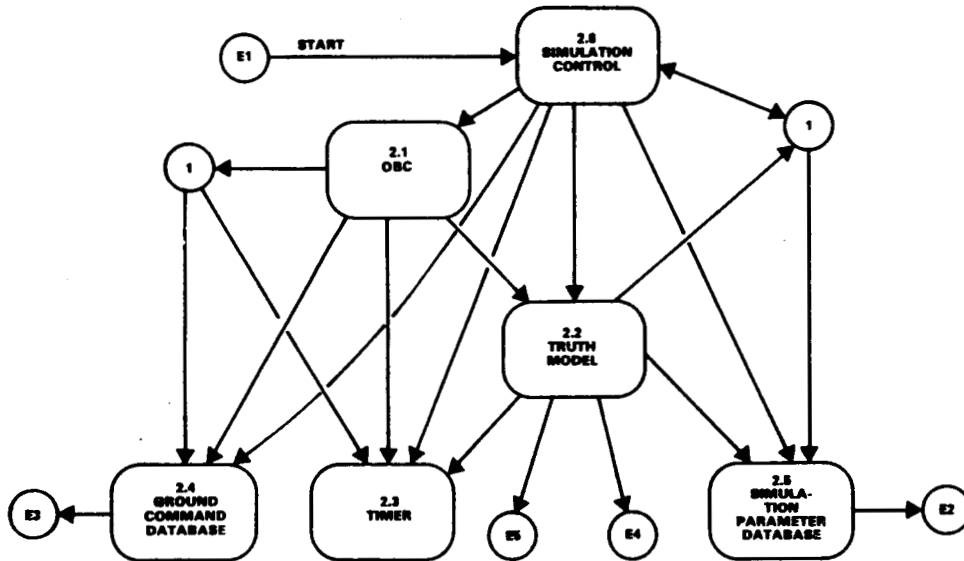 2.6
SIMULATION
CONTROL
E1
START
1
2.1
OBC
1
2.2
TRUTH
MODEL
2.4
GROUND
COMMAND
DATABASE
2.3
TIMER
2.5
SIMULA-
TION
PARAMETER
DATABASE
E3
E5
E4
E2